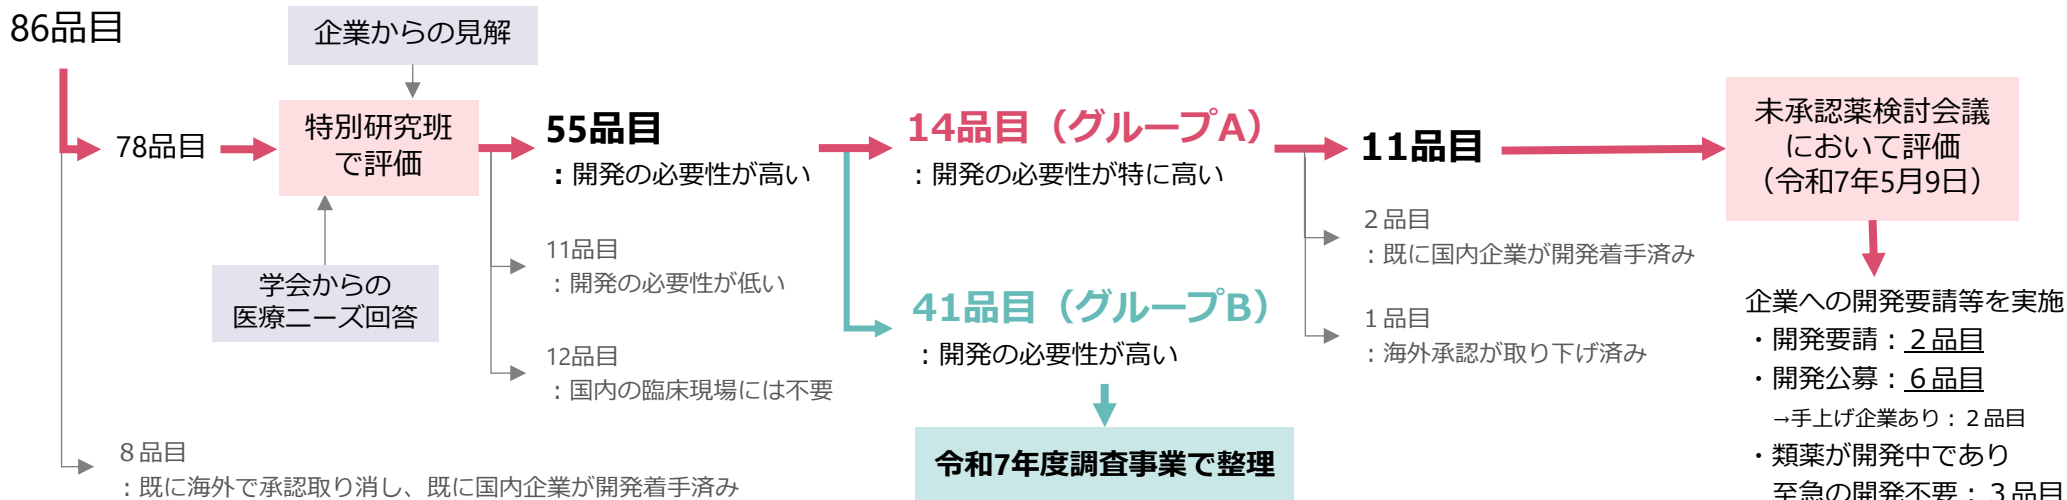 86品目
企業からの見解
78品目
特別研究班
で評価
学会からの
医療ニーズ回答
8品目
：既に海外で承認取り消し、既に国内企業が開発着手済み
55品目
：開発の必要性が高い
11品目
：開発の必要性が低い
12品目
：国内の臨床現場には不要
14品目（グループA）
：開発の必要性が特に高い
41品目（グループB）
：開発の必要性が高い
令和7年度調査事業で整理
11品目
２品目
：既に国内企業が開発着手済み
１品目
：海外承認が取り下げ済み
未承認薬検討会議
において評価
（令和7年5月9日）
企業への開発要請等を実施
・開発要請：２品目
・開発公募：６品目
→手上げ企業あり：２品目
・類薬が開発中であり
至急の開発不要：３品目